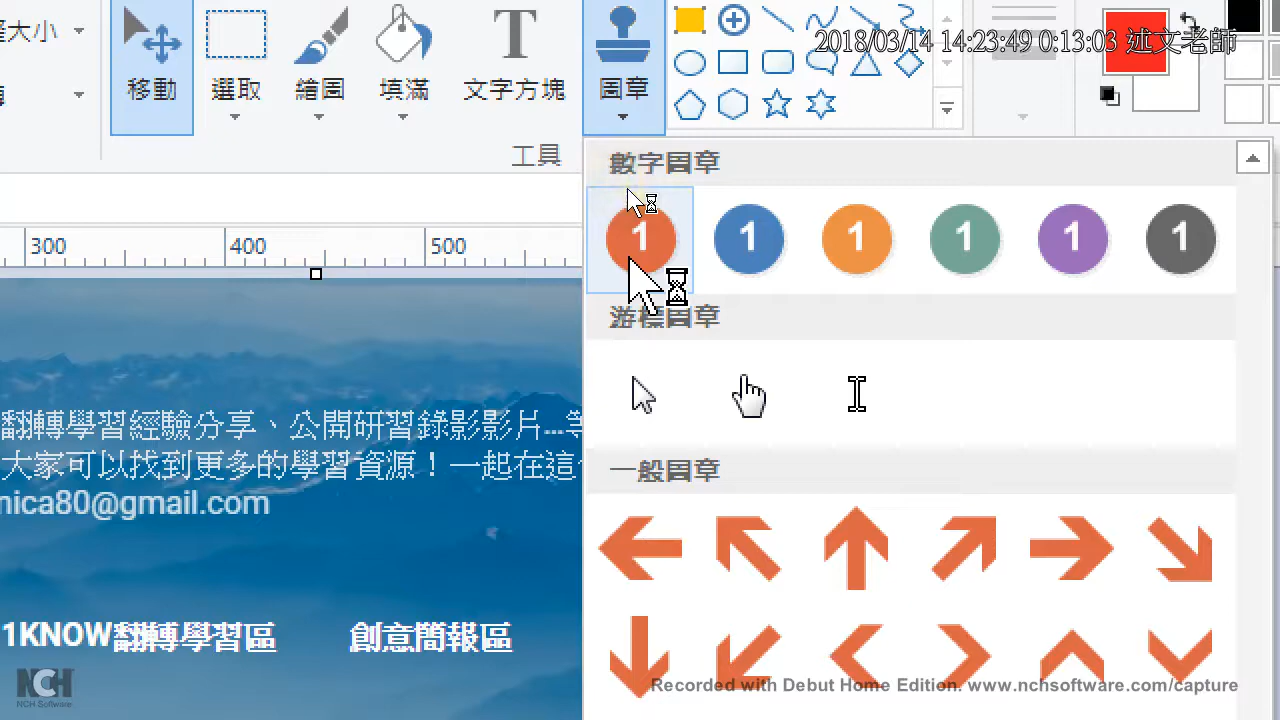 大小
2018/03/14 14:23:49 0:13:03 述文老師
移動
選取
繪圖
填滿
T
文字方塊
圖章
工具
數字圖章
300
400
500
1 1 1 1 1 1
游標圖章
翻轉學習經驗分享、公開研習錄影影片...等
大家可以找到更多的學習資源！一起在這個
nica80@gmail.com
一般圖章
1KNOW翻轉學習區
創意簡報區
NCH
NCH Software
Recorded with Debut Home Edition. www.nchsoftware.com/capture